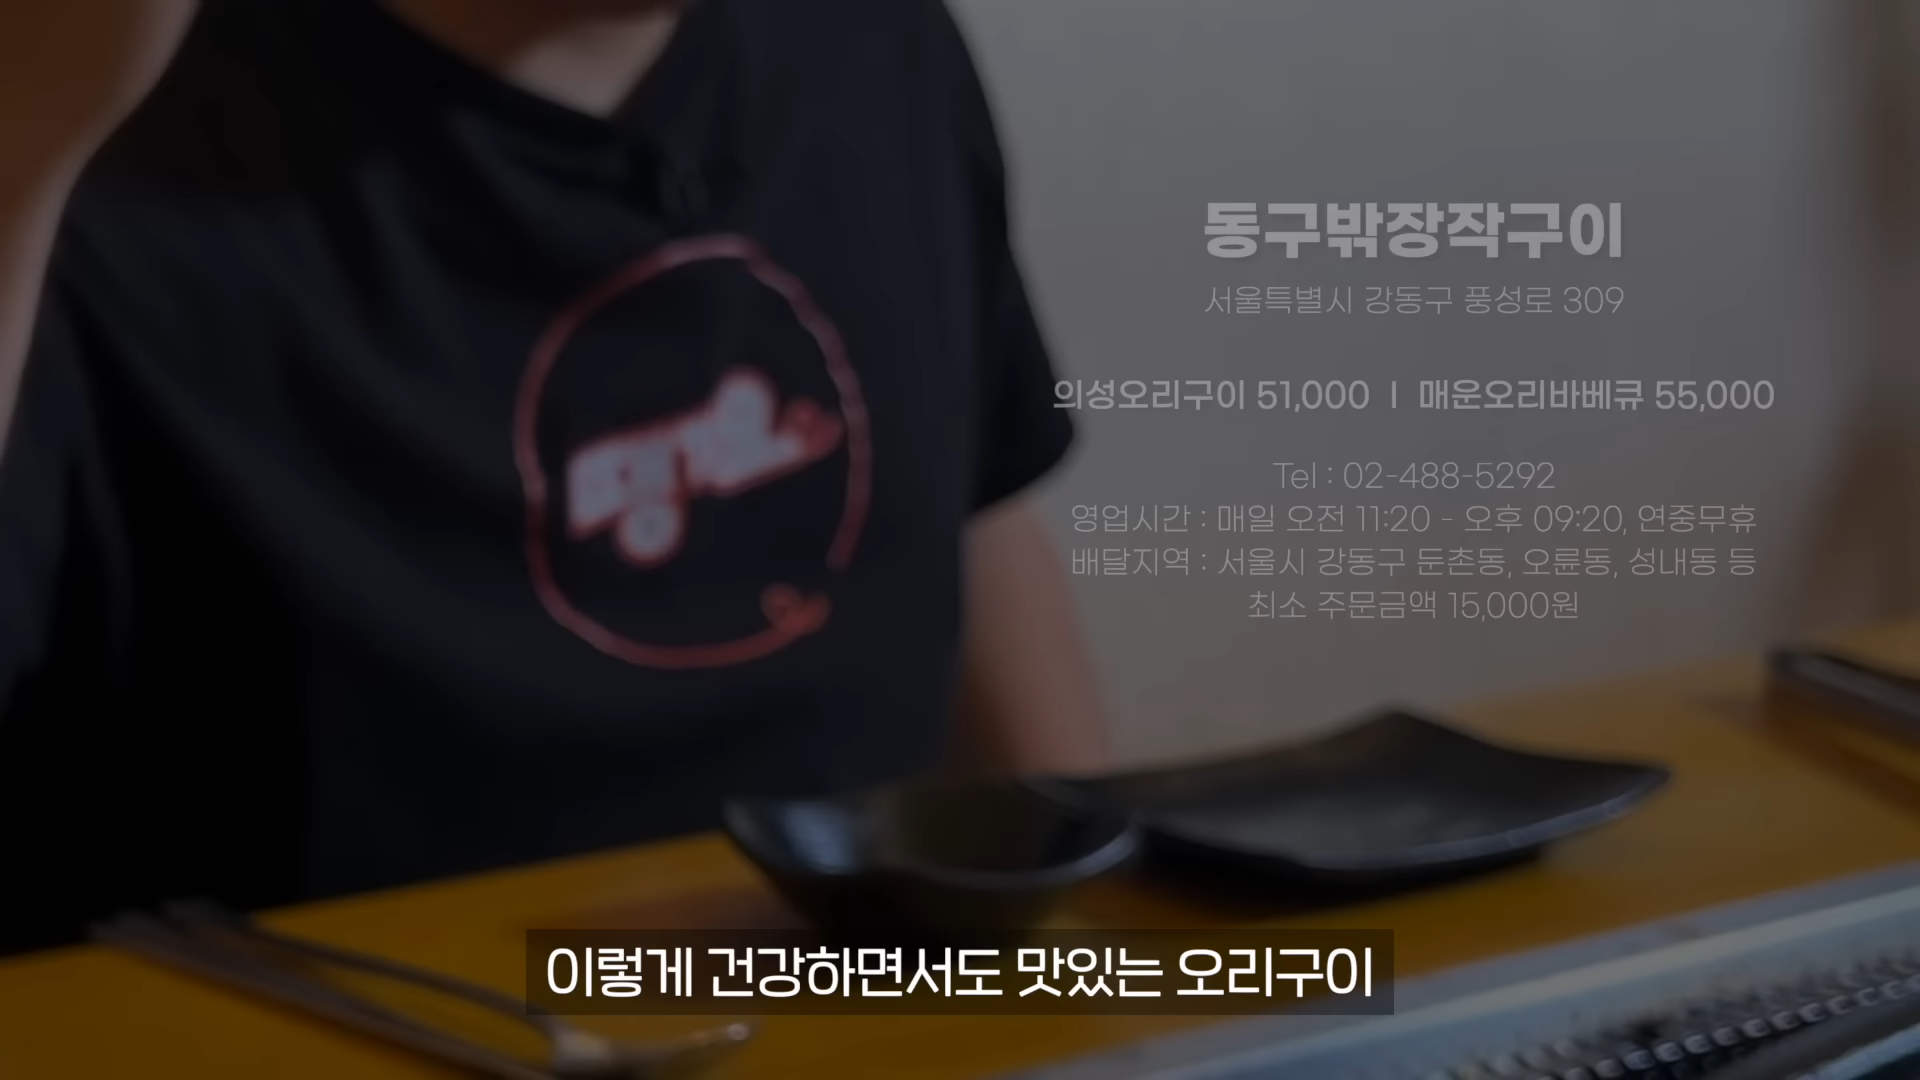 동구밖장작구이
서울특별시 강동구 풍성로 309
의성오리구이 51,000 | 매운오리바베큐 55,000
Tel : 02-488-5292
영업시간 : 매일 오전 11:20 - 오후 09:20, 연중무휴
배달지역 : 서울시 강동구 둔촌동, 오륜동, 성내동 등
최소 주문금액 15,000원
이렇게 건강하면서도 맛있는 오리구이